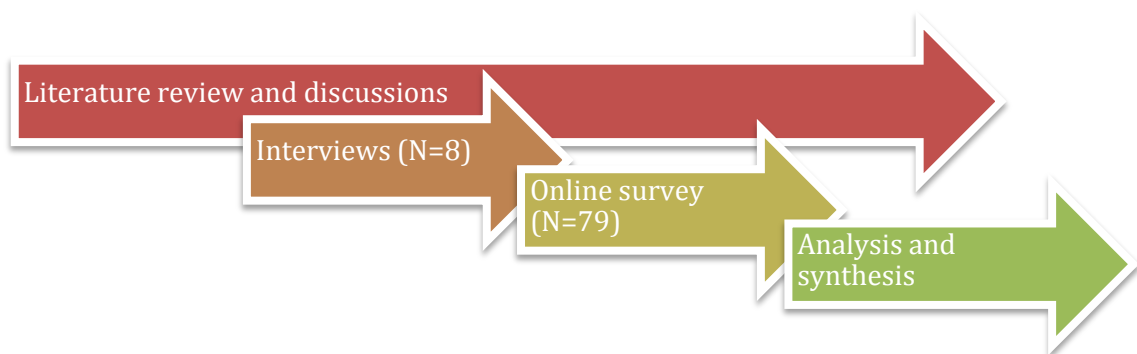 Literature review and discussions
Interviews (N=8)
Online survey
(N=79)
Analysis and
synthesis